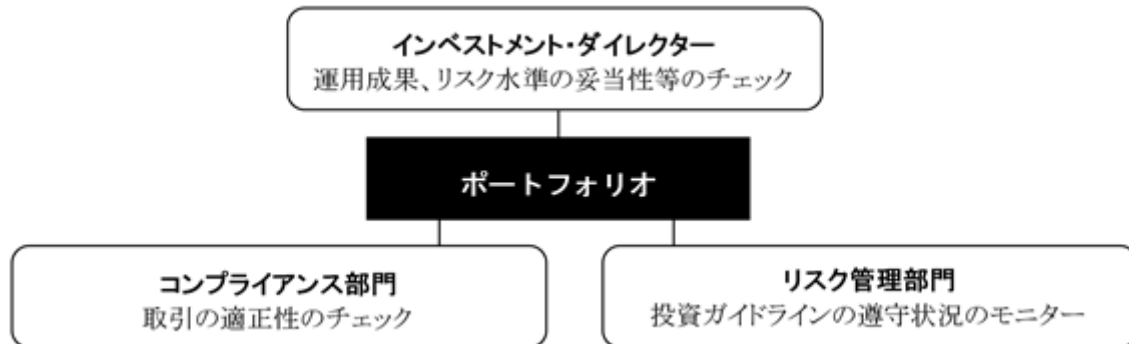 インベストメント・ダイレクター
運用成果、リスク水準の妥当性等のチェック
ポートフォリオ
コンプライアンス部門
取引の適正性のチェック
リスク管理部門
投資ガイドラインの遵守状況のモニター